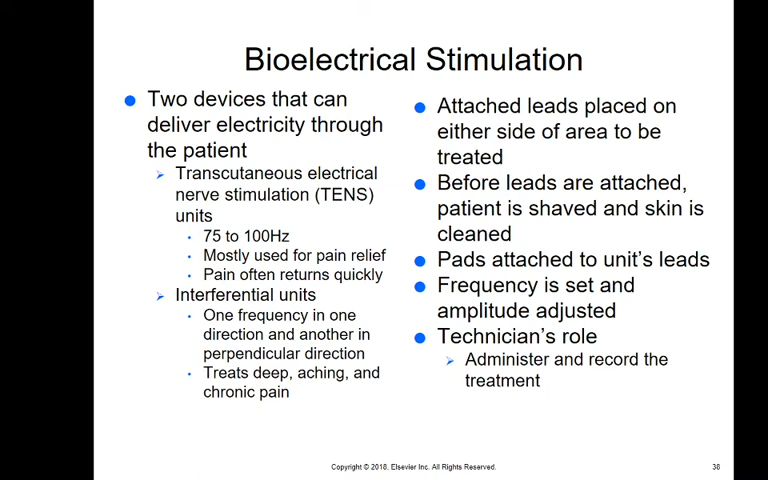 Bioelectrical Stimulation
Two devices that can
deliver electricity through
the patient
Transcutaneous electrical
nerve stimulation (TENS)
units
75 to 100Hz
Mostly used for pain relief
Pain often returns quickly
Interferential units
One frequency in one
direction and another in
perpendicular direction
Treats deep, aching, and
chronic pain
Attached leads placed on
either side of area to be
treated
Before leads are attached,
patient is shaved and skin is
cleaned
Pads attached to unit's leads
Frequency is set and
amplitude adjusted
Technician's role
Administer and record the
treatment
Copyright © 2018, Elsevier Inc. All Rights Reserved.
38